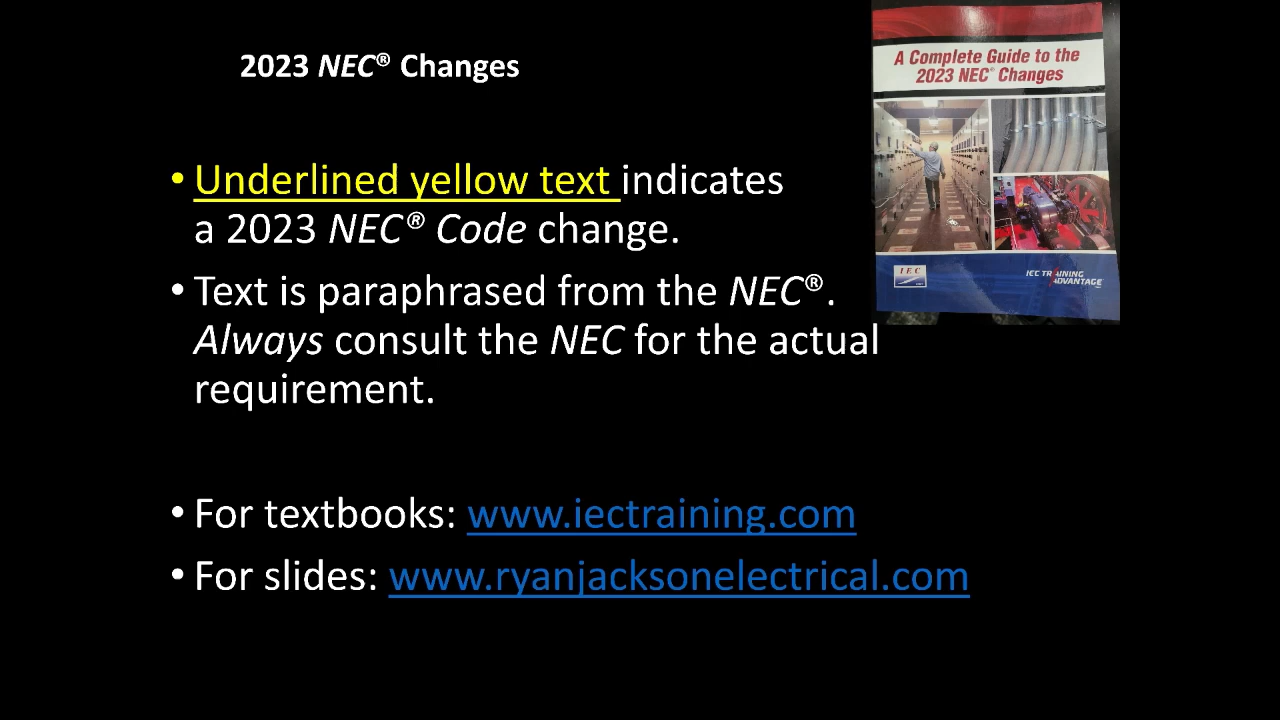 2023 NEC® Changes
A Complete Guide to the
2023 NEC® Changes
Underlined yellow text indicates
a 2023 NEC® Code change.
Text is paraphrased from the NEC®.
Always consult the NEC for the actual
requirement.
IEC
IEC TRAINING
ADVANTAGE
For textbooks: www.iectraining.com
For slides: www.ryanjacksonelectrical.com